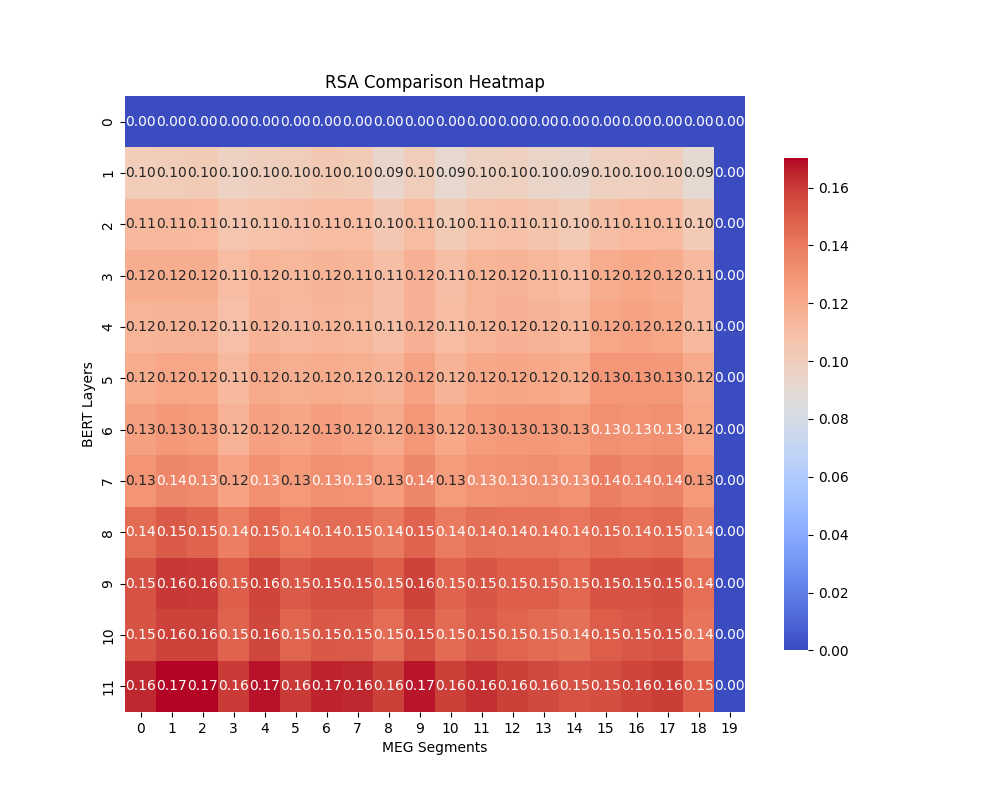 RSA Comparison Heatmap
0 0.00 0.00 0.00 0.00 0.00 0.00 0.00 0.00 0.00 0.00 0.00 0.00 0.00 0.00 0.00 0.00 0.00 0.00 0.00 0.00
1 0.10 0.10 0.10 0.10 0.10 0.10 0.10 0.10 0.09 0.10 0.09 0.10 0.10 0.10 0.09 0.10 0.10 0.10 0.09 0.00
2 0.11 0.11 0.11 0.11 0.11 0.11 0.11 0.11 0.10 0.11 0.10 0.11 0.11 0.11 0.10 0.11 0.11 0.11 0.10 0.00
3 0.12 0.12 0.12 0.11 0.12 0.11 0.12 0.11 0.11 0.12 0.11 0.12 0.12 0.11 0.11 0.12 0.12 0.12 0.11 0.00
4 0.12 0.12 0.12 0.11 0.12 0.11 0.12 0.11 0.11 0.12 0.11 0.12 0.12 0.12 0.11 0.12 0.12 0.12 0.11 0.00
5 0.12 0.12 0.12 0.11 0.12 0.12 0.12 0.12 0.12 0.12 0.12 0.12 0.12 0.12 0.12 0.13 0.13 0.13 0.12 0.00
6 0.13 0.13 0.13 0.12 0.12 0.12 0.13 0.12 0.12 0.13 0.12 0.13 0.13 0.13 0.13 0.13 0.13 0.13 0.12 0.00
7 0.13 0.14 0.13 0.12 0.13 0.13 0.13 0.13 0.13 0.14 0.13 0.13 0.13 0.13 0.13 0.14 0.14 0.14 0.13 0.00
8 0.14 0.15 0.15 0.14 0.15 0.14 0.14 0.15 0.14 0.15 0.14 0.14 0.14 0.14 0.14 0.15 0.14 0.15 0.14 0.00
9 0.15 0.16 0.16 0.15 0.16 0.15 0.15 0.15 0.15 0.16 0.15 0.15 0.15 0.15 0.15 0.15 0.15 0.15 0.14 0.00
10 0.15 0.16 0.16 0.15 0.16 0.15 0.15 0.15 0.15 0.15 0.15 0.15 0.15 0.15 0.14 0.15 0.15 0.15 0.14 0.00
11 0.16 0.17 0.17 0.16 0.17 0.16 0.17 0.16 0.16 0.17 0.16 0.16 0.16 0.16 0.15 0.15 0.16 0.16 0.15 0.00
0 1 2 3 4 5 6 7 8 9 10 11 12 13 14 15 16 17 18 19
MEG Segments
BERT Layers
0.16
0.14
0.12
0.10
0.08
0.06
0.04
0.02
0.00